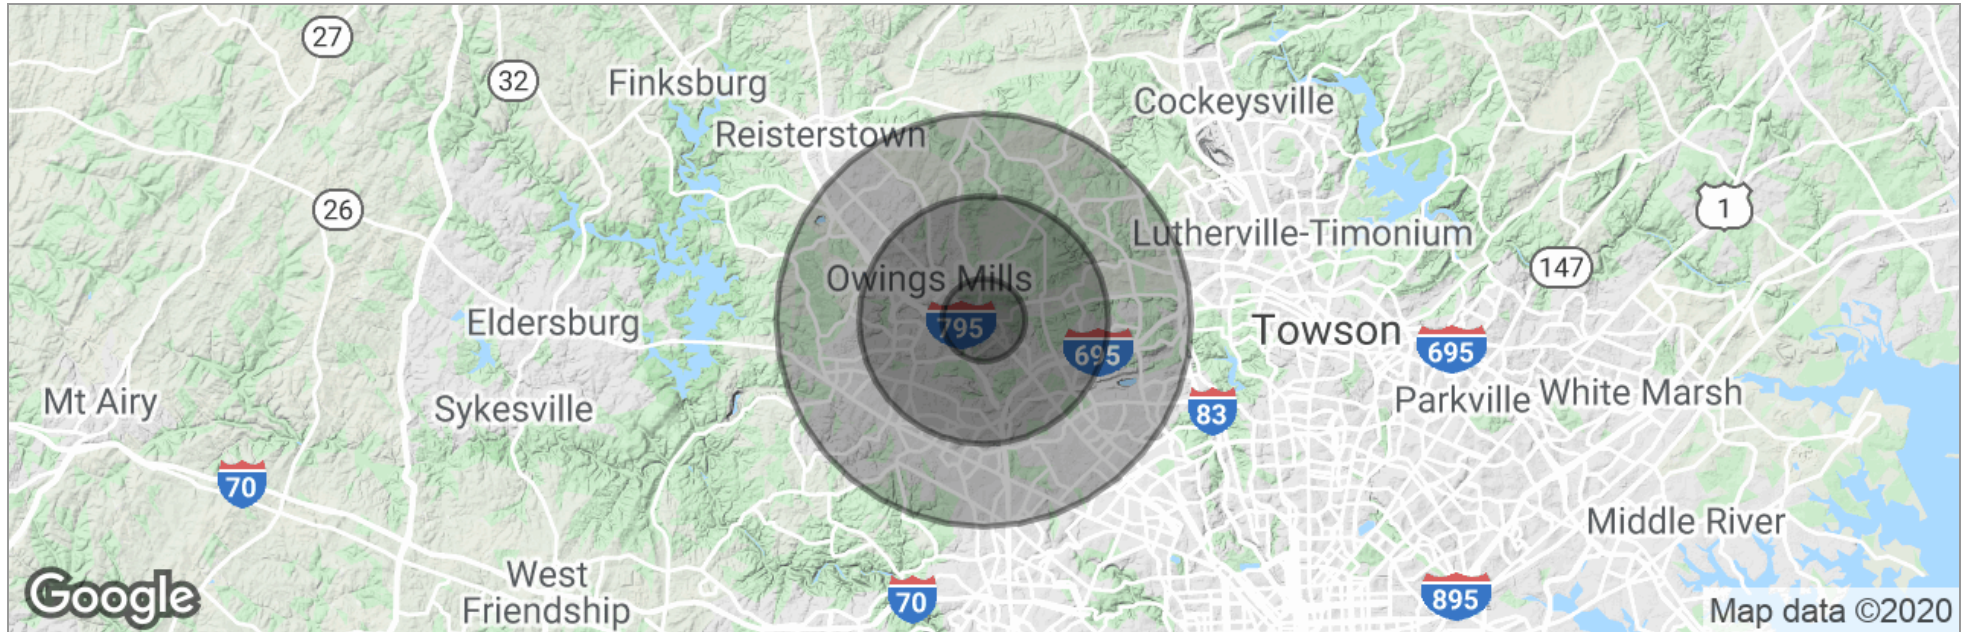 27
32
Finksburg
Cockeysville
Reisterstown
26
1
Lutherville-Timonium
147
Owings Mills
Eldersburg
795
695
Towson
695
Mt Airy
Sykesville
83
Parkville
White Marsh
70
Middle River
West
Friendship
70
895
Google
Map data ©2020